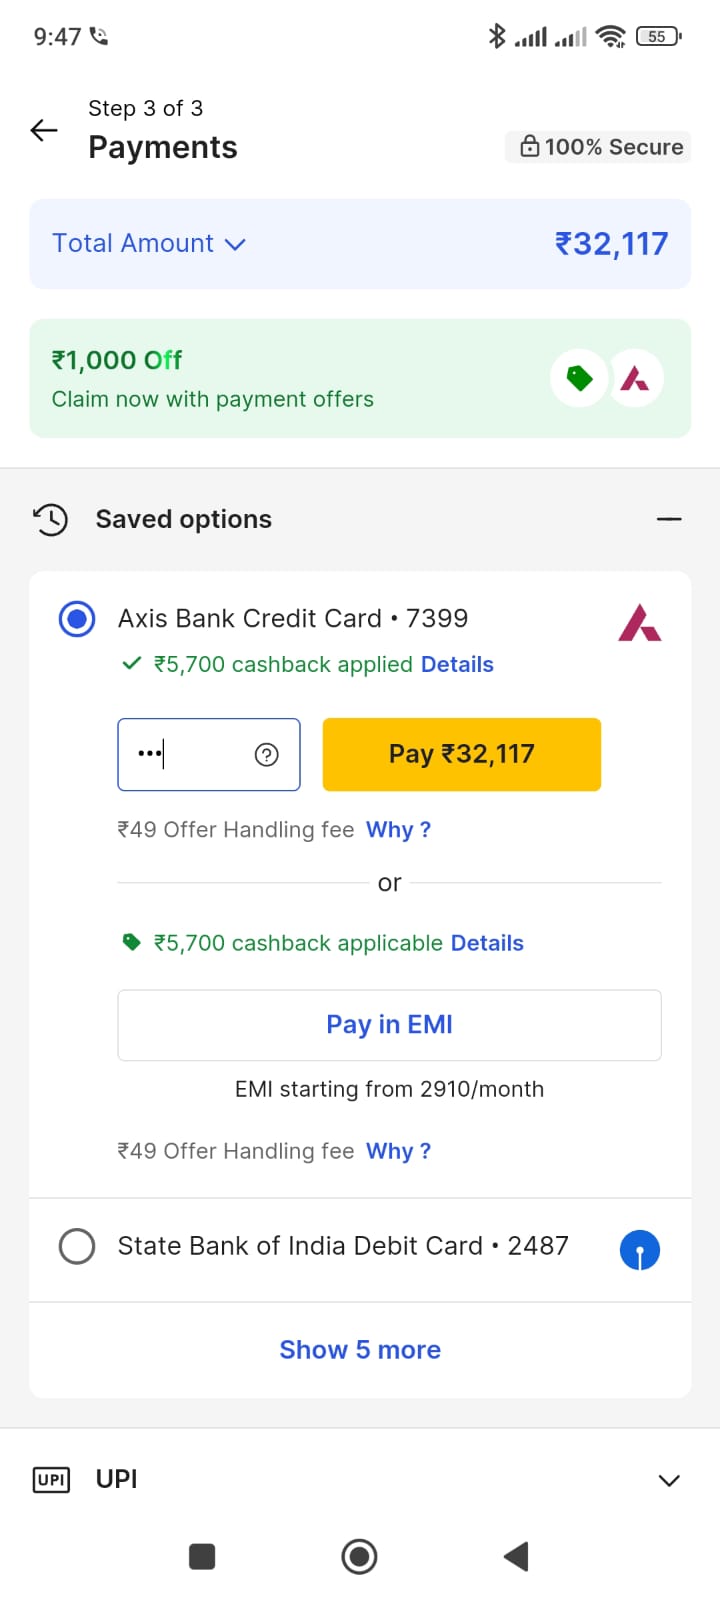 9:47
55
Step 3 of 3
Payments
100% Secure
Total Amount
₹32,117
₹1,000 Off
Claim now with payment offers
Saved options
Axis Bank Credit Card • 7399
₹5,700 cashback applied Details
•••
Pay ₹32,117
₹49 Offer Handling fee Why ?
or
₹5,700 cashback applicable Details
Pay in EMI
EMI starting from 2910/month
₹49 Offer Handling fee Why ?
State Bank of India Debit Card • 2487
Show 5 more
UPI UPI